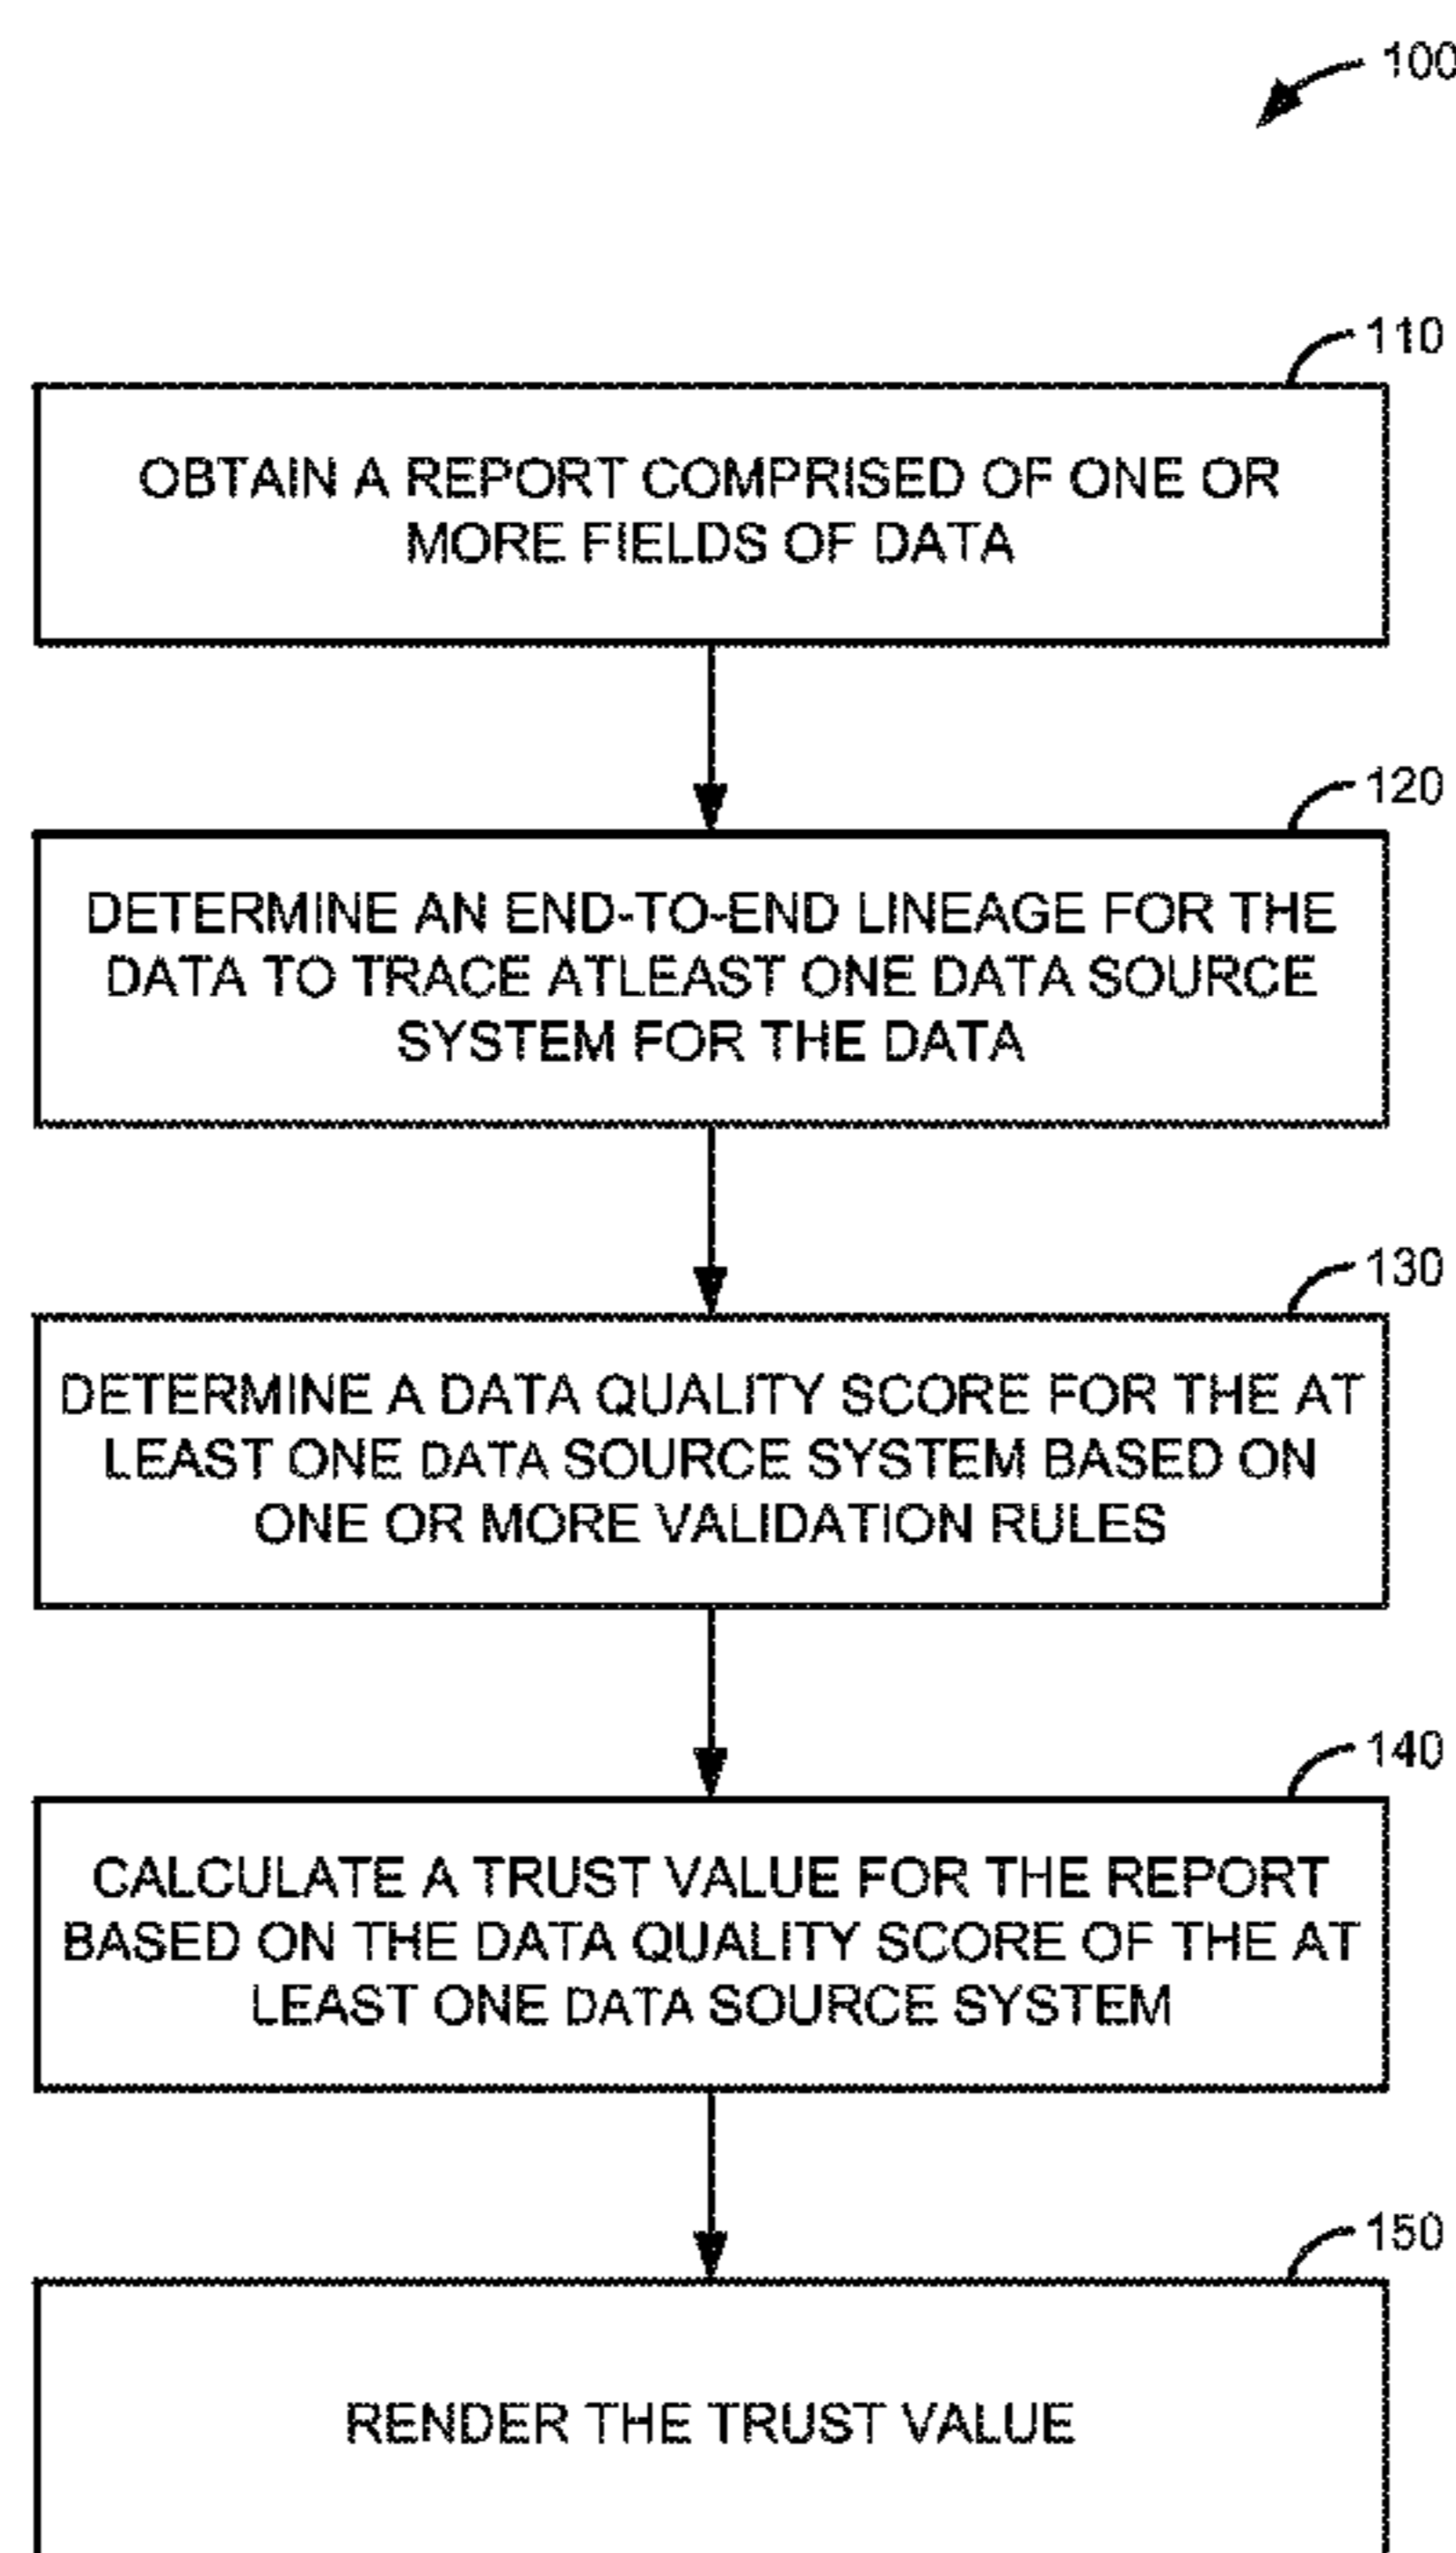 100
110
OBTAIN A REPORT COMPRISED OF ONE OR
MORE FIELDS OF DATA
120
DETERMINE AN END-TO-END LINEAGE FOR THE
DATA TO TRACE ATLEAST ONE DATA SOURCE
SYSTEM FOR THE DATA
130
DETERMINE A DATA QUALITY SCORE FOR THE AT
LEAST ONE DATA SOURCE SYSTEM BASED ON
ONE OR MORE VALIDATION RULES
140
CALCULATE A TRUST VALUE FOR THE REPORT
BASED ON THE DATA QUALITY SCORE OF THE AT
LEAST ONE DATA SOURCE SYSTEM
150
RENDER THE TRUST VALUE